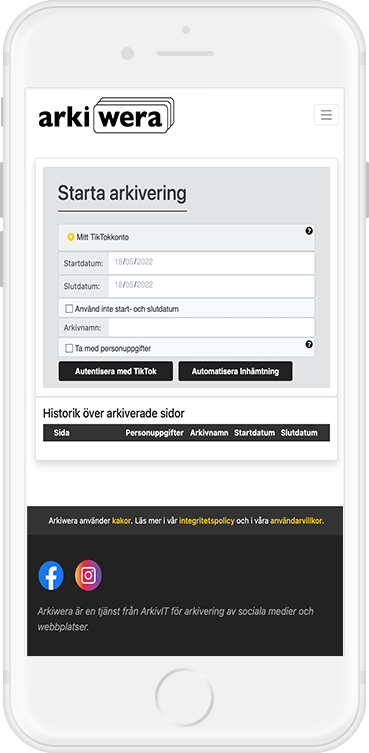 arkiwera
Starta arkivering
Mitt TikTokkonto
Startdatum: 18/05/2022
Slutdatum: 18/05/2022
Använd inte start- och slutdatum
Arkivnamn:
Ta med personuppgifter
Autentisera med TikTok Automatisera Inhämtning
Historik över arkiverade sidor
Sida Personuppgifter Arkivnamn Startdatum Slutdatum
Arkiwera använder kakor. Läs mer i vår integritetspolicy och i våra användarvillkor.
Arkiwera är en tjänst från ArkivIT för arkivering av sociala medier och
webbplatser.